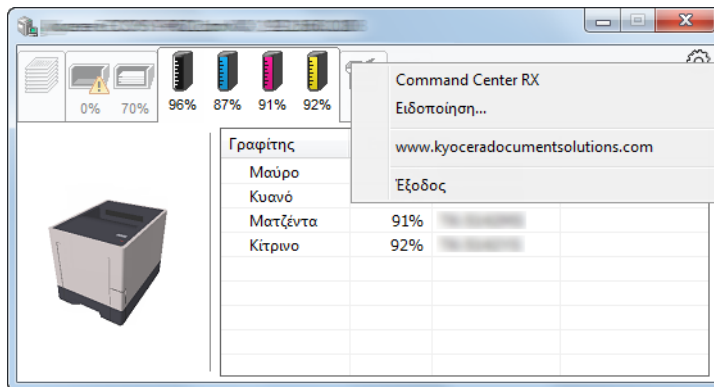 0%
70%
96%
87%
91%
92%
Command Center RX
Ειδοποίηση...
www.kyoceradocumentsolutions.com
Έξοδος
Γραφίτης
Μαύρο
Κυανό
Ματζέντα 91%
Κίτρινο 92%